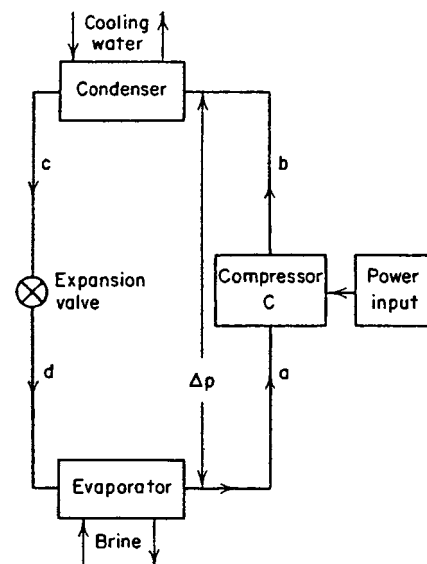 Cooling
water
Condenser
c
b
Expansion
valve
Compressor
C
Power
input
d
Δp
a
Evaporator
Brine